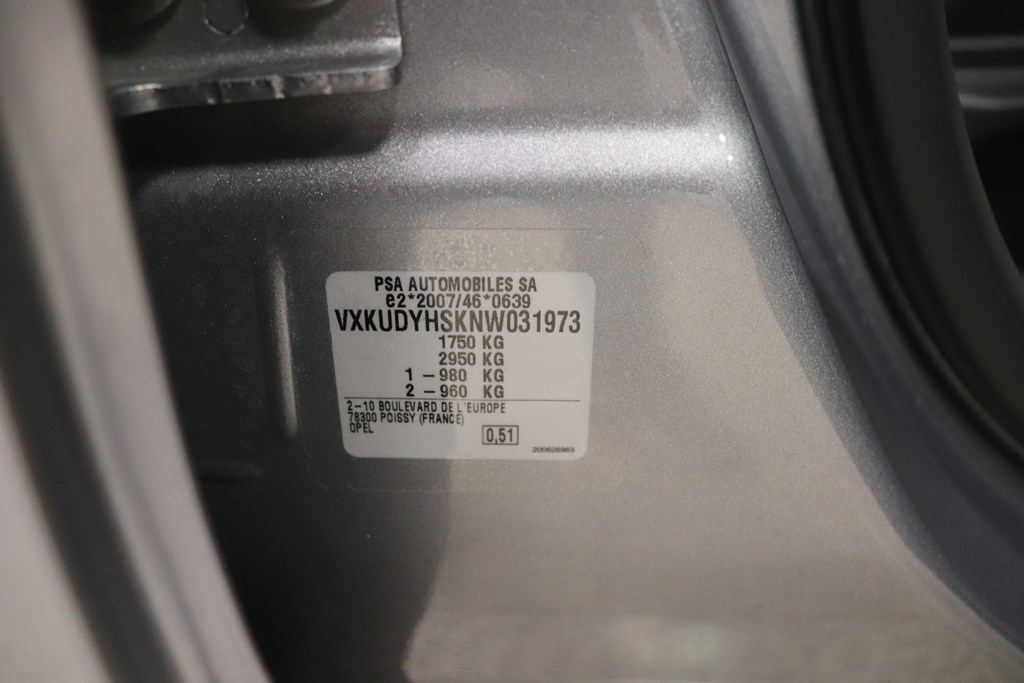 PSA AUTOMOBILES SA
e2*2007/46*0639
VXKUDYHSKNW031973
1750 KG
2950 KG
1 – 980 KG
2 – 960 KG
2–10 BOULEVARD DE L'EUROPE
78300 POISSY (FRANCE)
OPEL
0,51
200626963